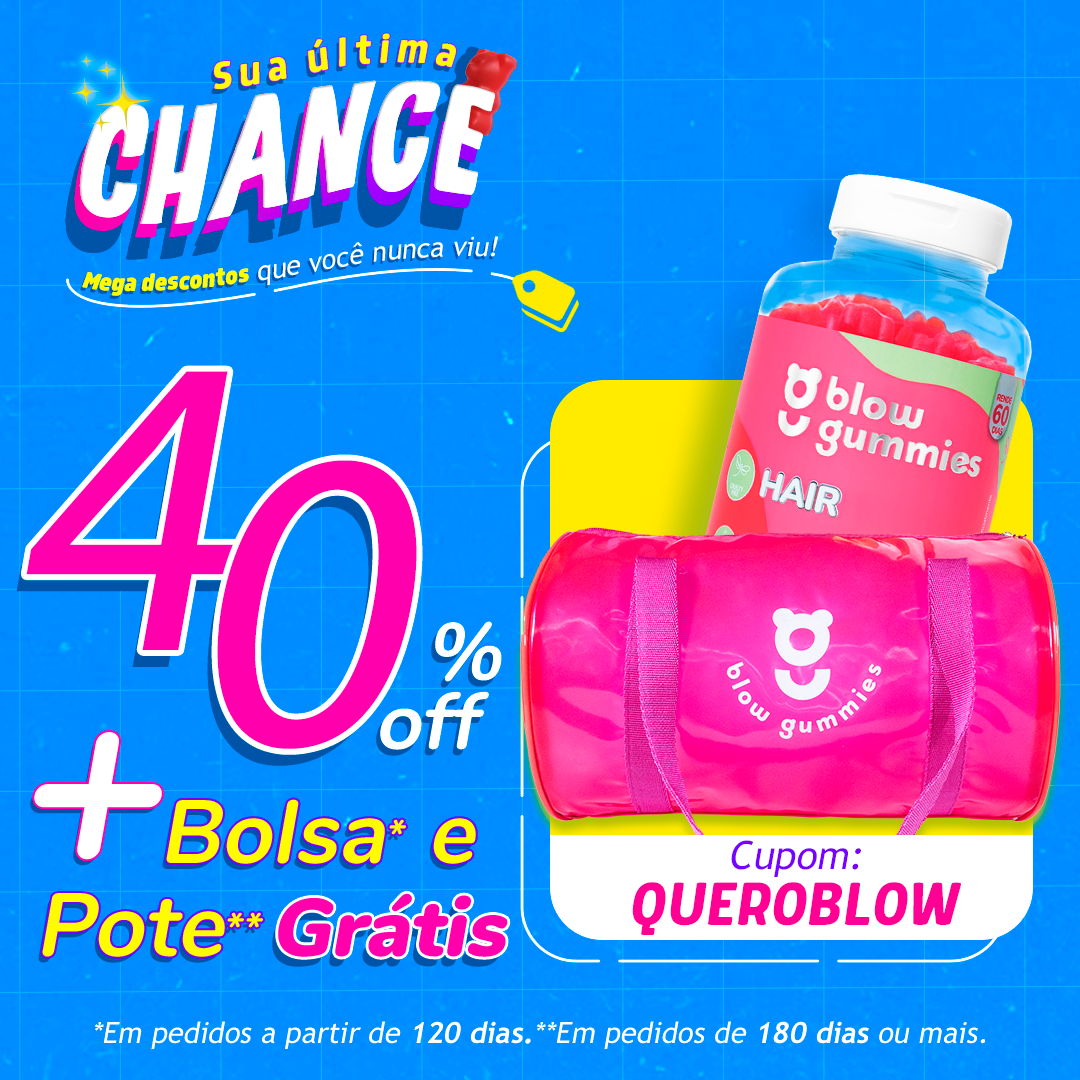 Sua última
CHANCE
Mega descontos que você nunca viu!
40
%
off
+ Bolsa* e
Pote** Grátis
blow
gummies
RENDE
60
DIAS
HAIR
blow gummies
Cupom:
QUEROBLOW
*Em pedidos a partir de 120 dias.**Em pedidos de 180 dias ou mais.